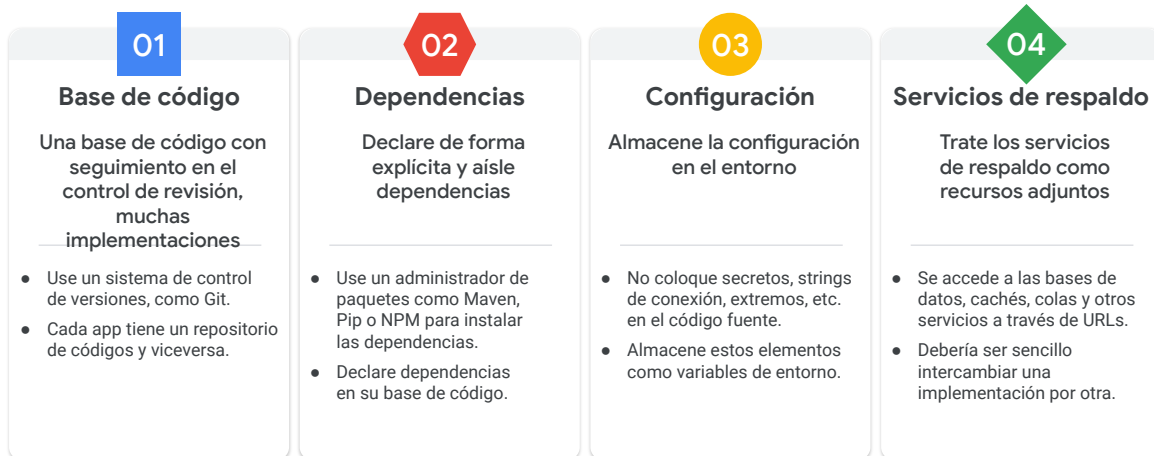 01
Base de código
Una base de código con
seguimiento en el
control de revisión,
muchas
implementaciones
● Use un sistema de control
de versiones, como Git.
● Cada app tiene un repositorio
de códigos y viceversa.
02
Dependencias
Declare de forma
explícita y aísle
dependencias
● Use un administrador de
paquetes como Maven,
Pip o NPM para instalar
las dependencias.
● Declare dependencias
en su base de código.
03
Configuración
Almacene la configuración
en el entorno
● No coloque secretos, strings
de conexión, extremos, etc.
en el código fuente.
● Almacene estos elementos
como variables de entorno.
04
Servicios de respaldo
Trate los servicios
de respaldo como
recursos adjuntos
● Se accede a las bases de
datos, cachés, colas y otros
servicios a través de URLs.
● Debería ser sencillo
intercambiar una
implementación por otra.